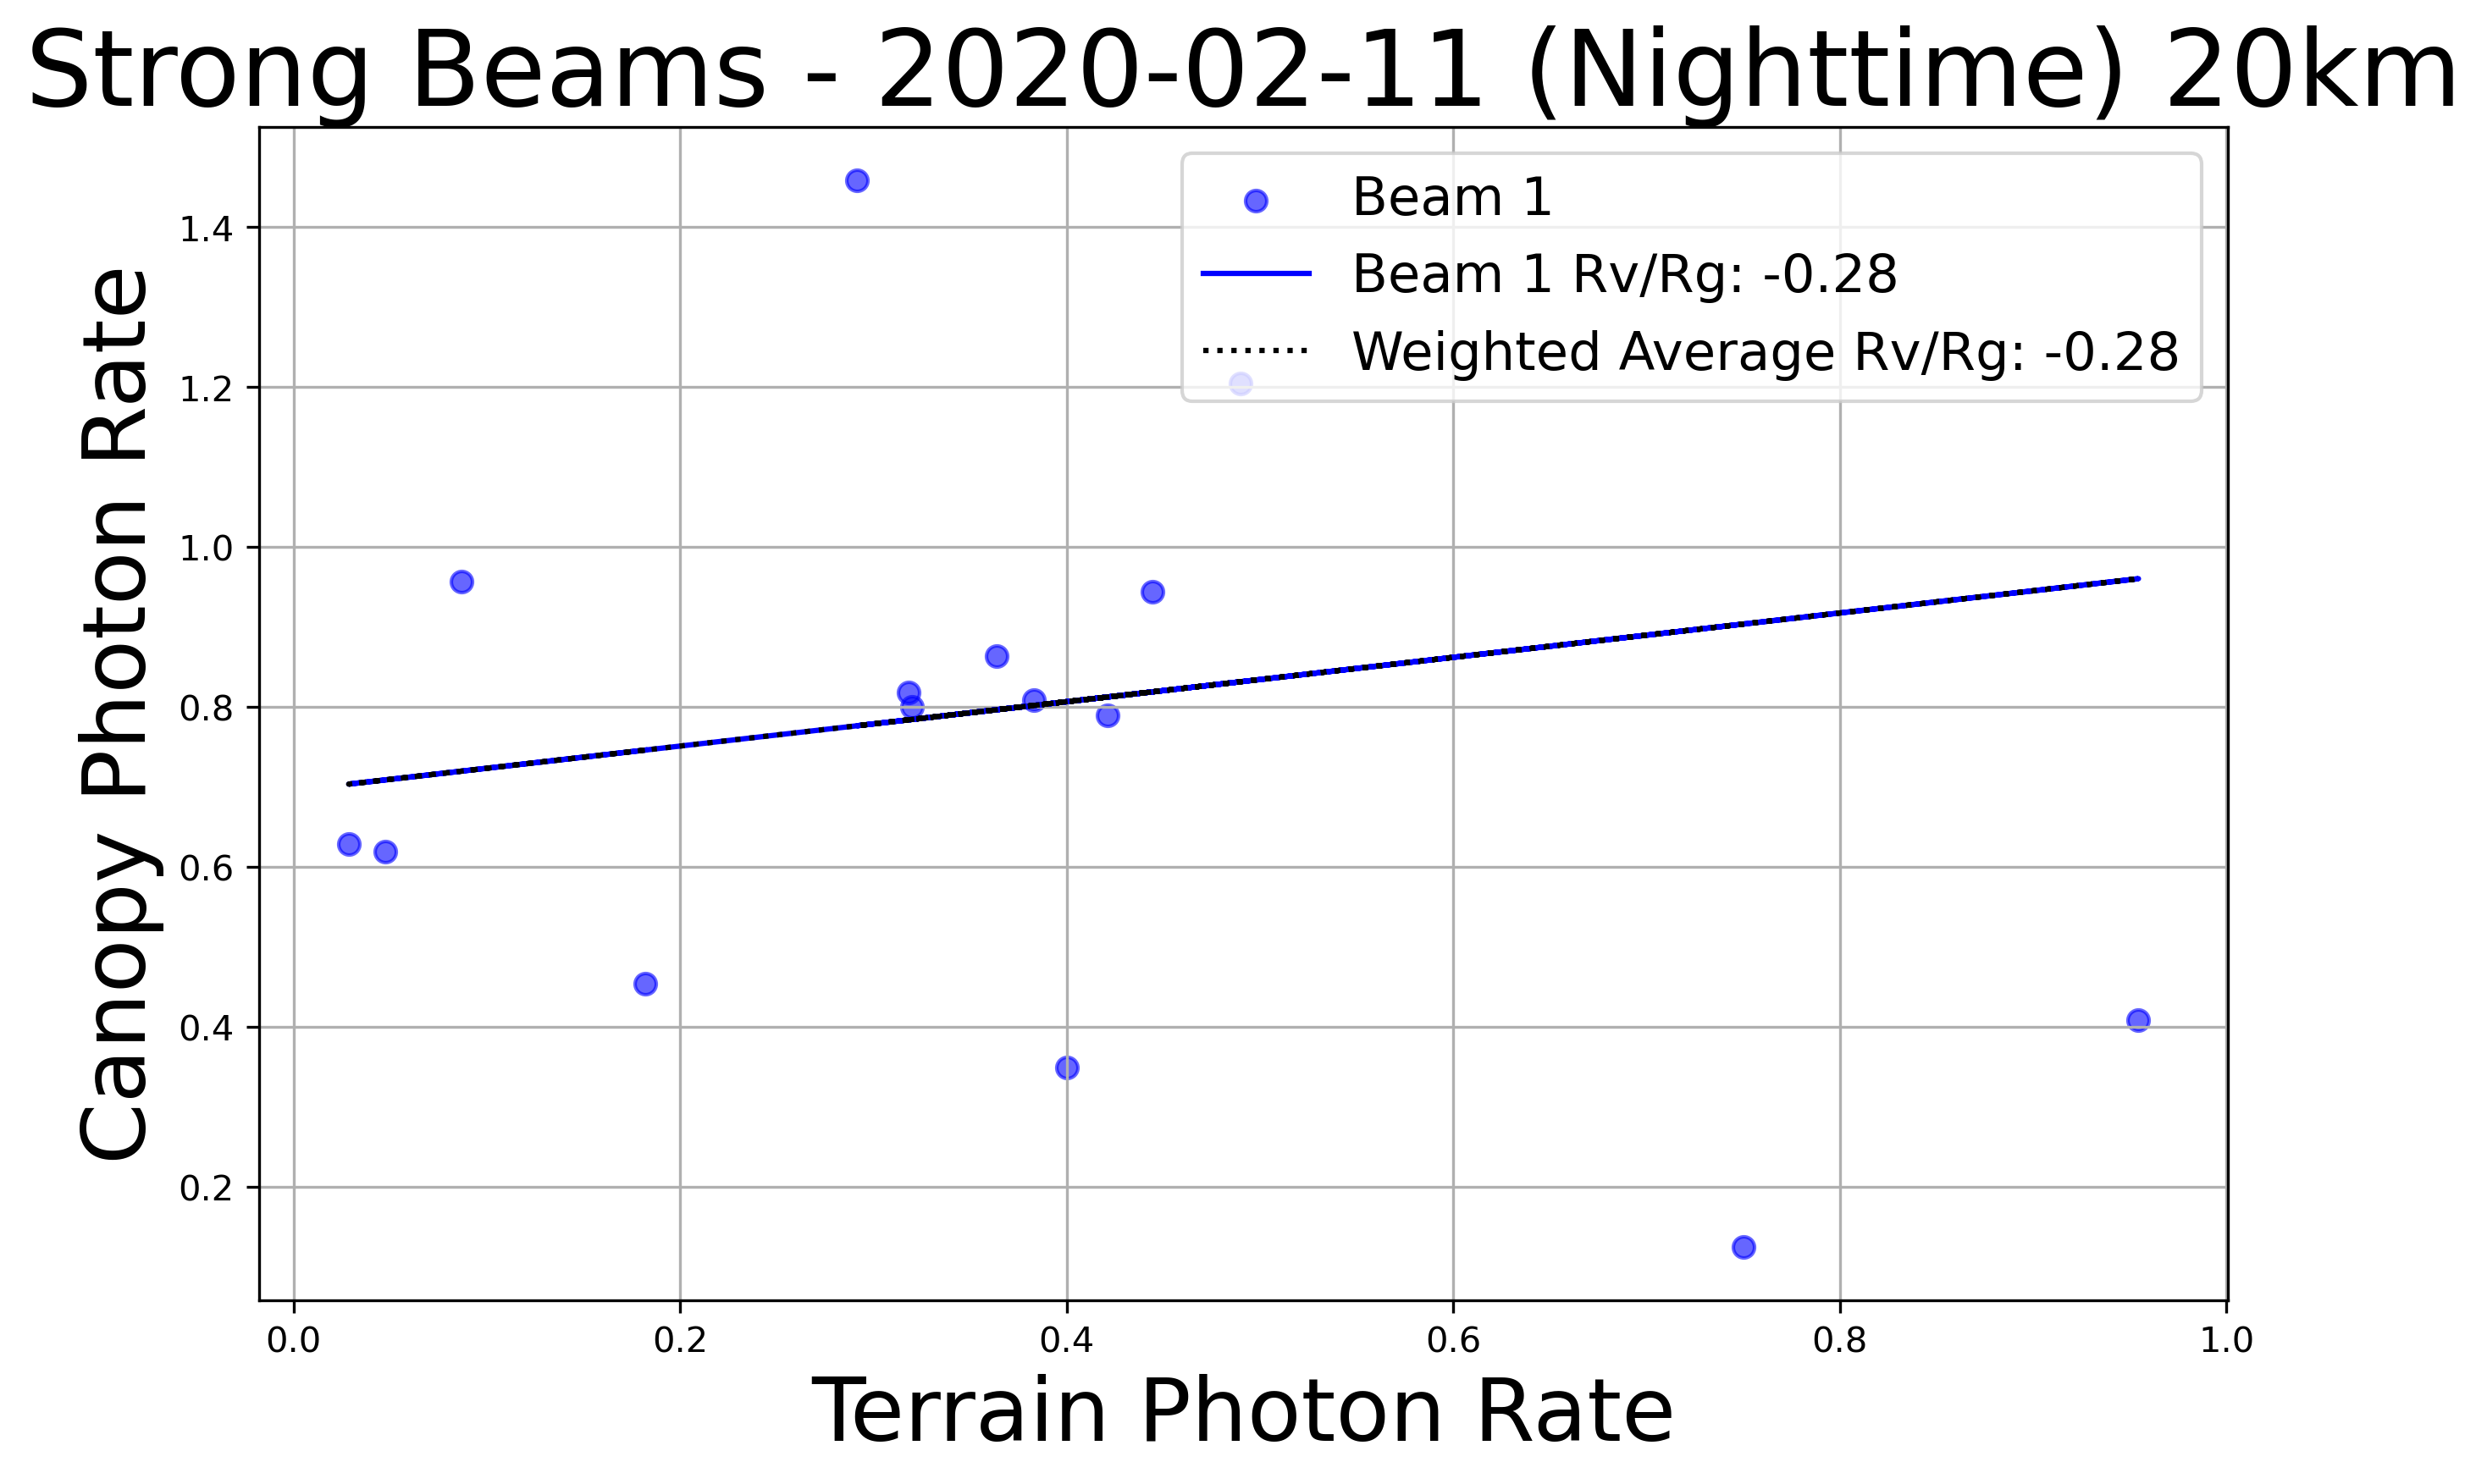 Strong Beams - 2020-02-11 (Nighttime) 20km
Beam 1
Beam 1 Rv/Rg: -0.28
Weighted Average Rv/Rg: -0.28
Canopy Photon Rate
1.4
1.2
1.0
0.8
0.6
0.4
0.2
0.0 0.2 0.4 0.6 0.8 1.0
Terrain Photon Rate